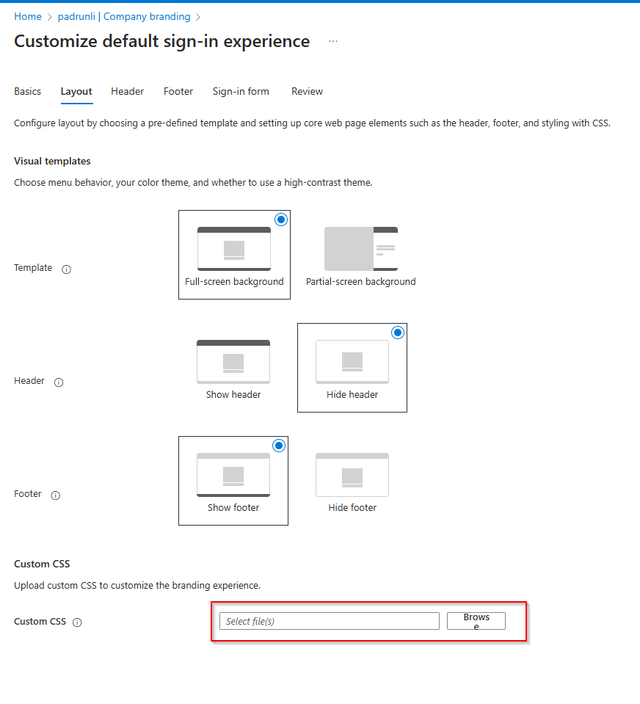 Home > padrunli | Company branding >
Customize default sign-in experience ...
Basics Layout Header Footer Sign-in form Review
Configure layout by choosing a pre-defined template and setting up core web page elements such as the header, footer, and styling with CSS.
Visual templates
Choose menu behavior, your color theme, and whether to use a high-contrast theme.
Template
Full-screen background Partial-screen background
Header
Show header Hide header
Footer
Show footer Hide footer
Custom CSS
Upload custom CSS to customize the branding experience.
Custom CSS Select file(s) Brows
e